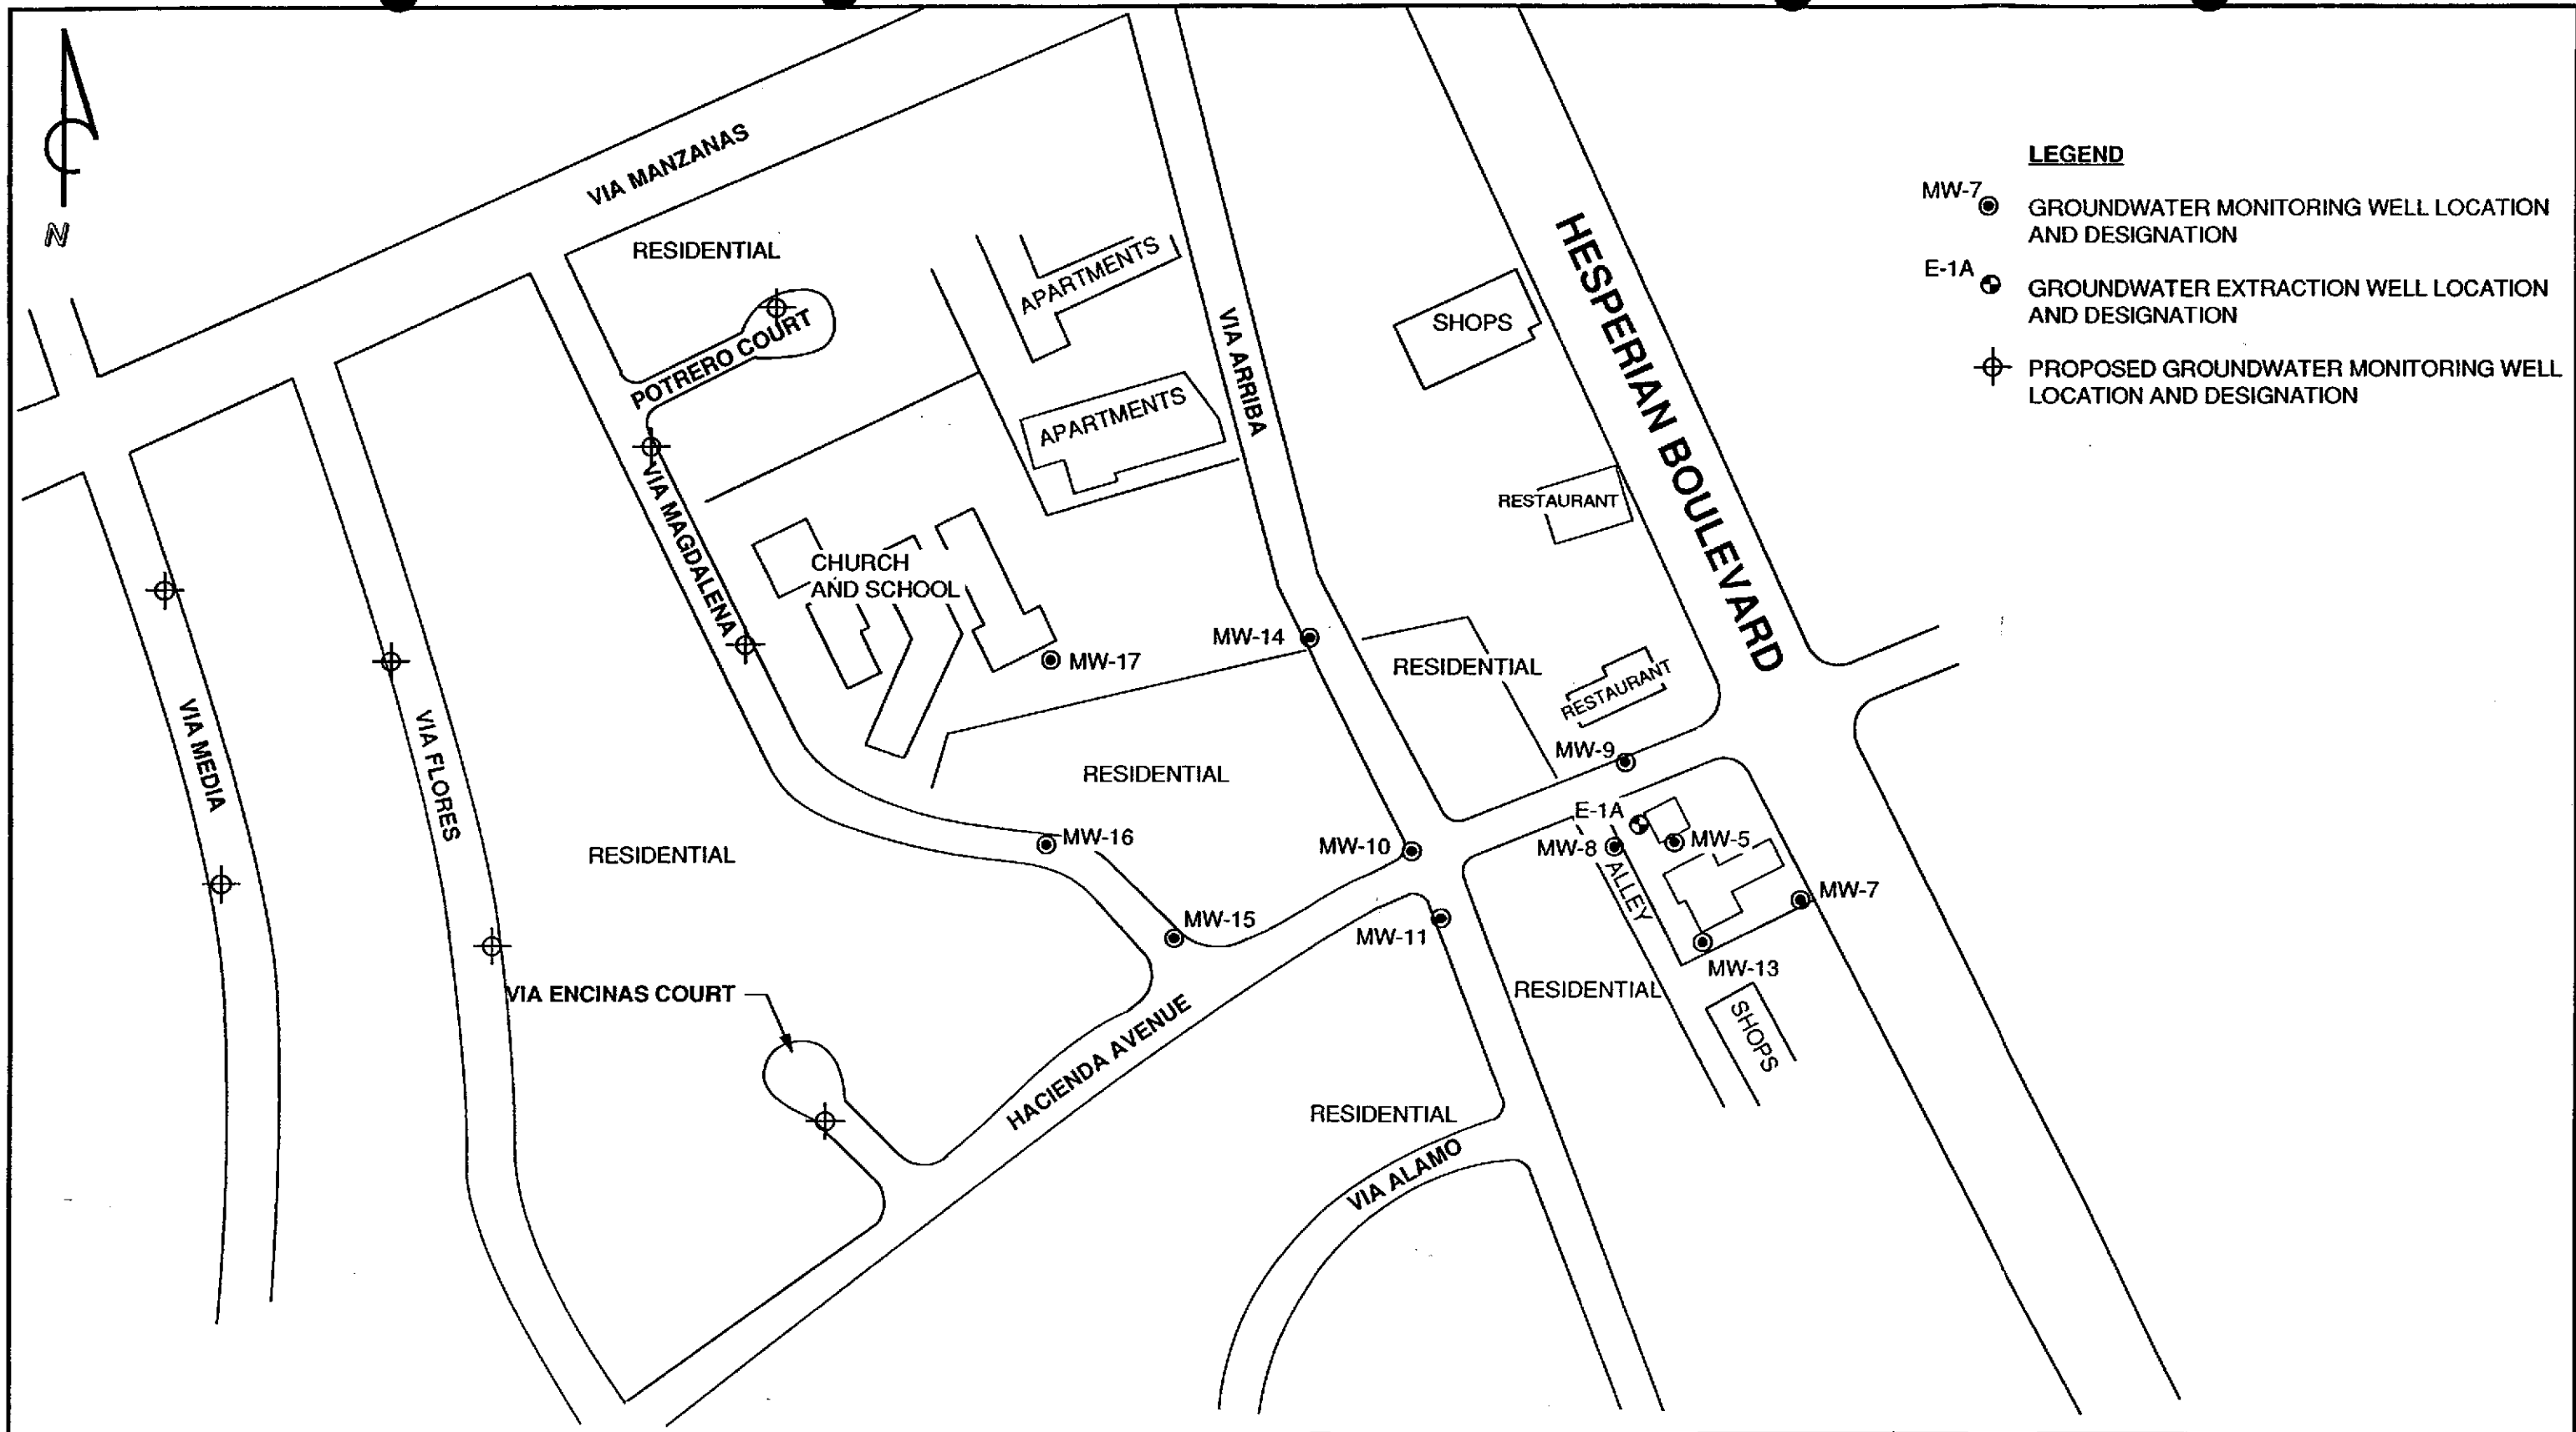 N
VIA MANZANAS
RESIDENTIAL
POTRERO COURT
APARTMENTS
APARTMENTS
VIA ARRIBA
SHOPS
HESPERIAN BOULEVARD
RESTAURANT
LEGEND
MW-7
GROUNDWATER MONITORING WELL LOCATION
AND DESIGNATION
E-1A
GROUNDWATER EXTRACTION WELL LOCATION
AND DESIGNATION
PROPOSED GROUNDWATER MONITORING WELL
LOCATION AND DESIGNATION
VIA MAGDALENA
CHURCH
AND SCHOOL
MW-17
MW-14
RESIDENTIAL
RESTAURANT
VIA MEDIA
VIA FLORES
RESIDENTIAL
MW-9
E-1A
MW-16
MW-10
MW-8
MW-5
RESIDENTIAL
ALLEY
MW-7
MW-15
MW-11
MW-13
VIA ENCINAS COURT
RESIDENTIAL
SHOPS
HACIENDA AVENUE
RESIDENTIAL
VIA ALAMO